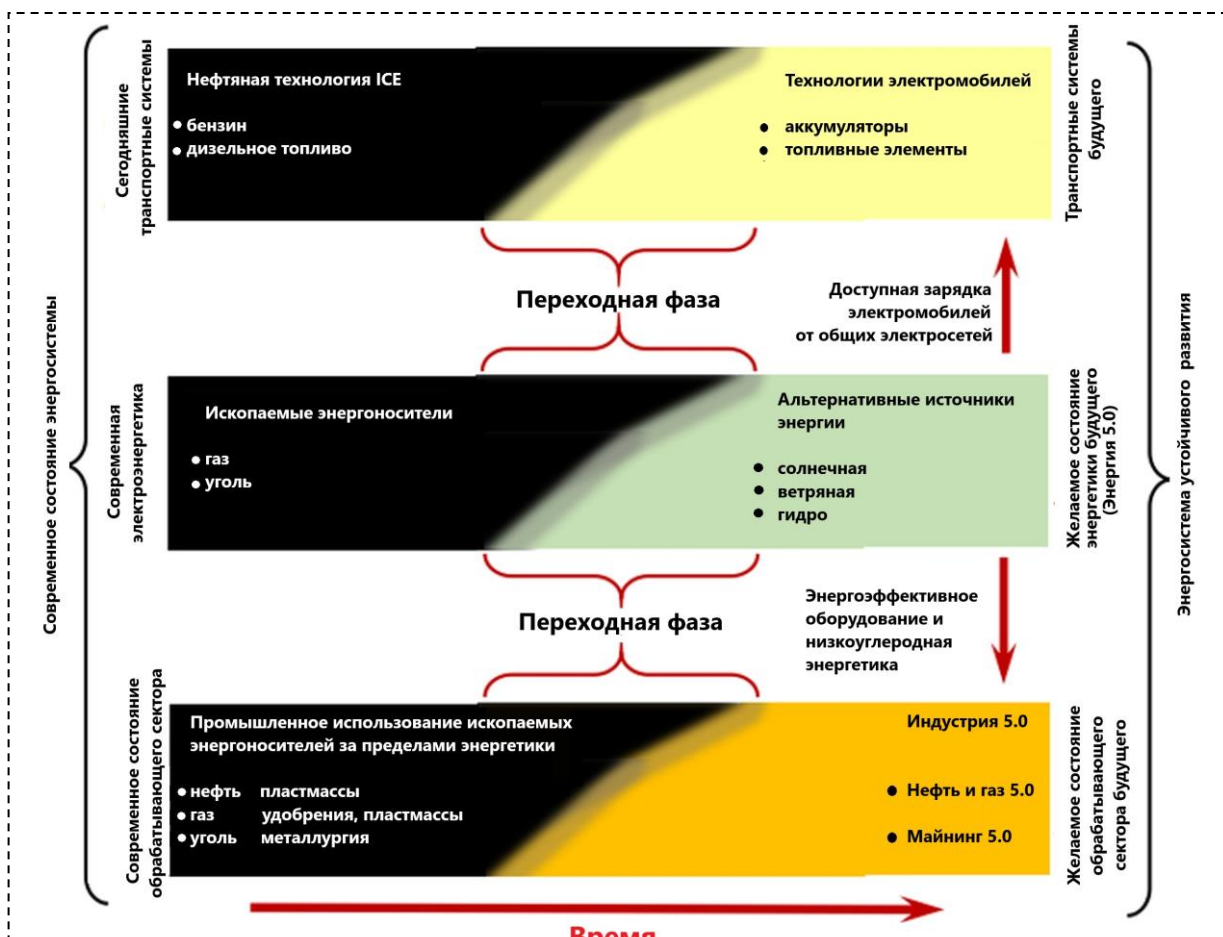 Современное состояние энергосистемы
Сегодняшние
транспортные системы
Нефтяная технология ICE
● бензин
● дизельное топливо
Технологии электромобилей
● аккумуляторы
● топливные элементы
Транспортные системы
будущего
Переходная фаза
Доступная зарядка
электромобилей
от общих электросетей
Современная
электроэнергетика
Ископаемые энергоносители
● газ
● уголь
Альтернативные источники
энергии
● солнечная
● ветряная
● гидро
Желаемое состояние
энергетики будущего
(Энергия 5.0)
Переходная фаза
Энергоэффективное
оборудование и
низкоуглеродная
энергетика
Современное состояние
обрабатывающего сектора
Промышленное использование ископаемых
энергоносителей за пределами энергетики
● нефть пластмассы
● газ удобрения, пластмассы
● уголь металлургия
Индустрия 5.0
● Нефть и газ 5.0
● Майнинг 5.0
Желаемое состояние
обрабатывающего
сектора будущего
Энергосистема устойчивого развития
Время